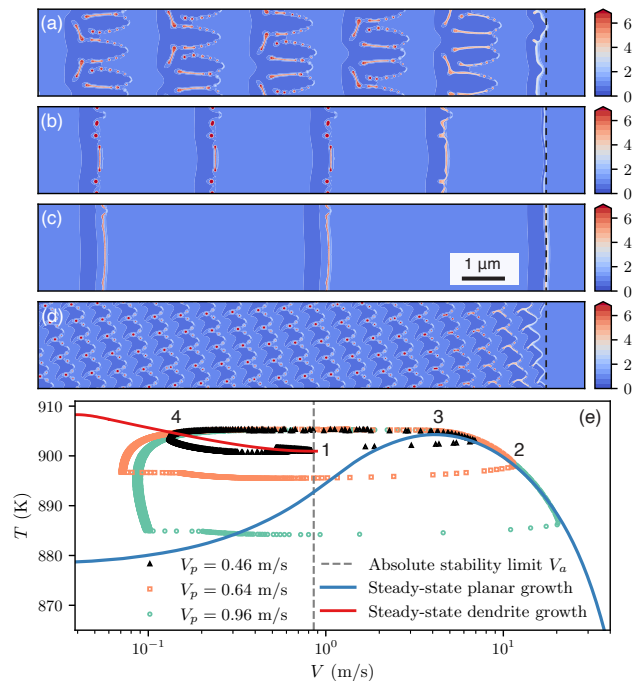 (a)
6
4
2
0
(b)
6
4
2
0
(c)
1 µm
6
4
2
0
(d)
6
4
2
0
910
900
890
880
870
T (K)
4
3
(e)
1
2
V_p = 0.46 m/s
V_p = 0.64 m/s
V_p = 0.96 m/s
Absolute stability limit V_a
Steady-state planar growth
Steady-state dendrite growth
10^{-1}
10^0
10^1
V (m/s)